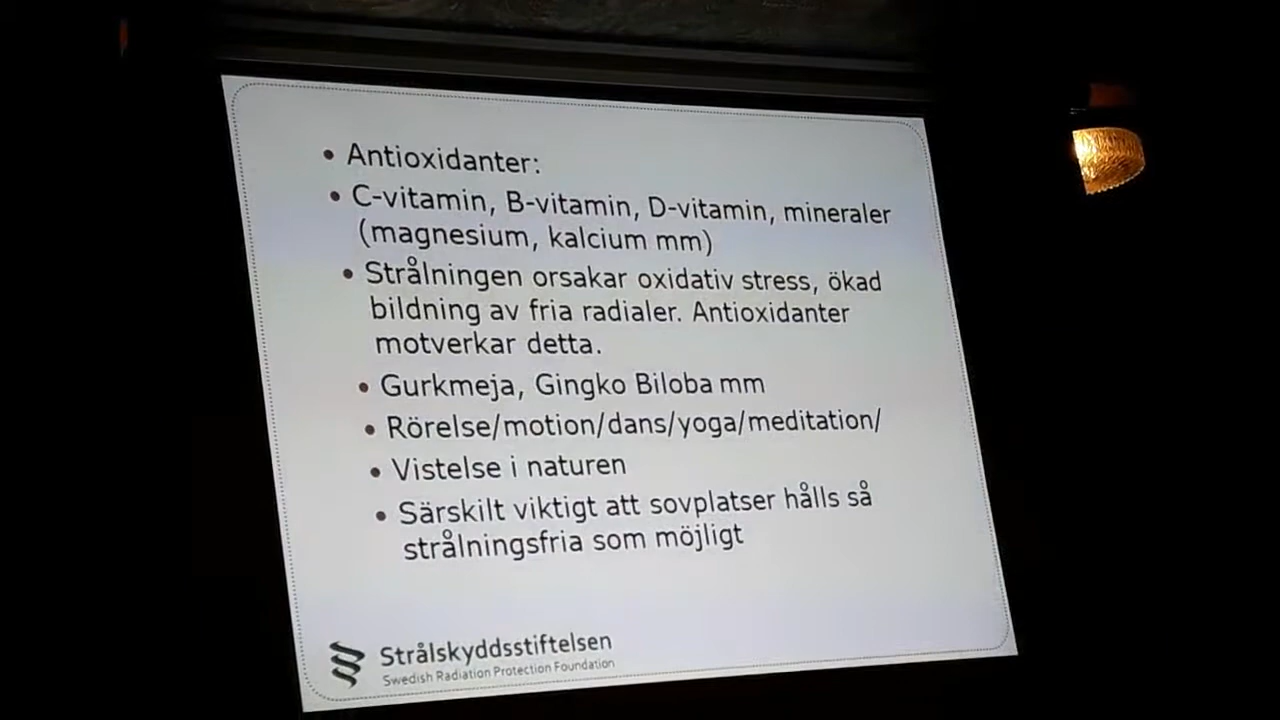 • Antioxidanter:
• C-vitamin, B-vitamin, D-vitamin, mineraler
(magnesium, kalcium mm)
• Strålningen orsakar oxidativ stress, ökad
bildning av fria radialer. Antioxidanter
motverkar detta.
• Gurkmeja, Gingko Biloba mm
• Rörelse/motion/dans/yoga/meditation/
• Vistelse i naturen
• Särskilt viktigt att sovplatser hålls så
strålningsfria som möjligt
Strålskyddsstiftelsen
Swedish Radiation Protection Foundation